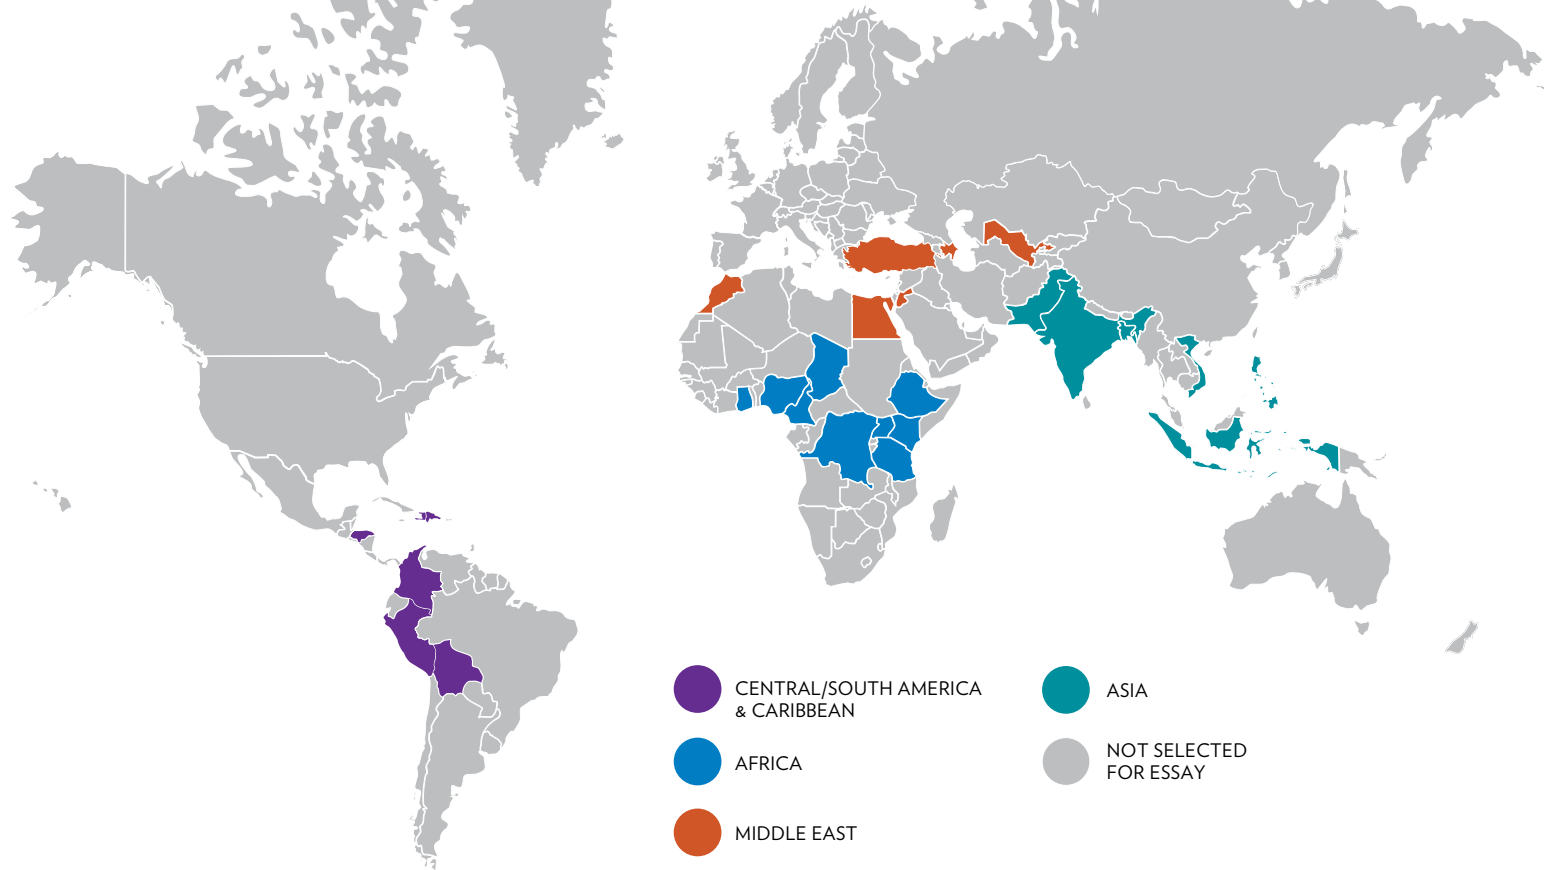 CENTRAL/SOUTH AMERICA
& CARIBBEAN
AFRICA
MIDDLE EAST
ASIA
NOT SELECTED
FOR ESSAY